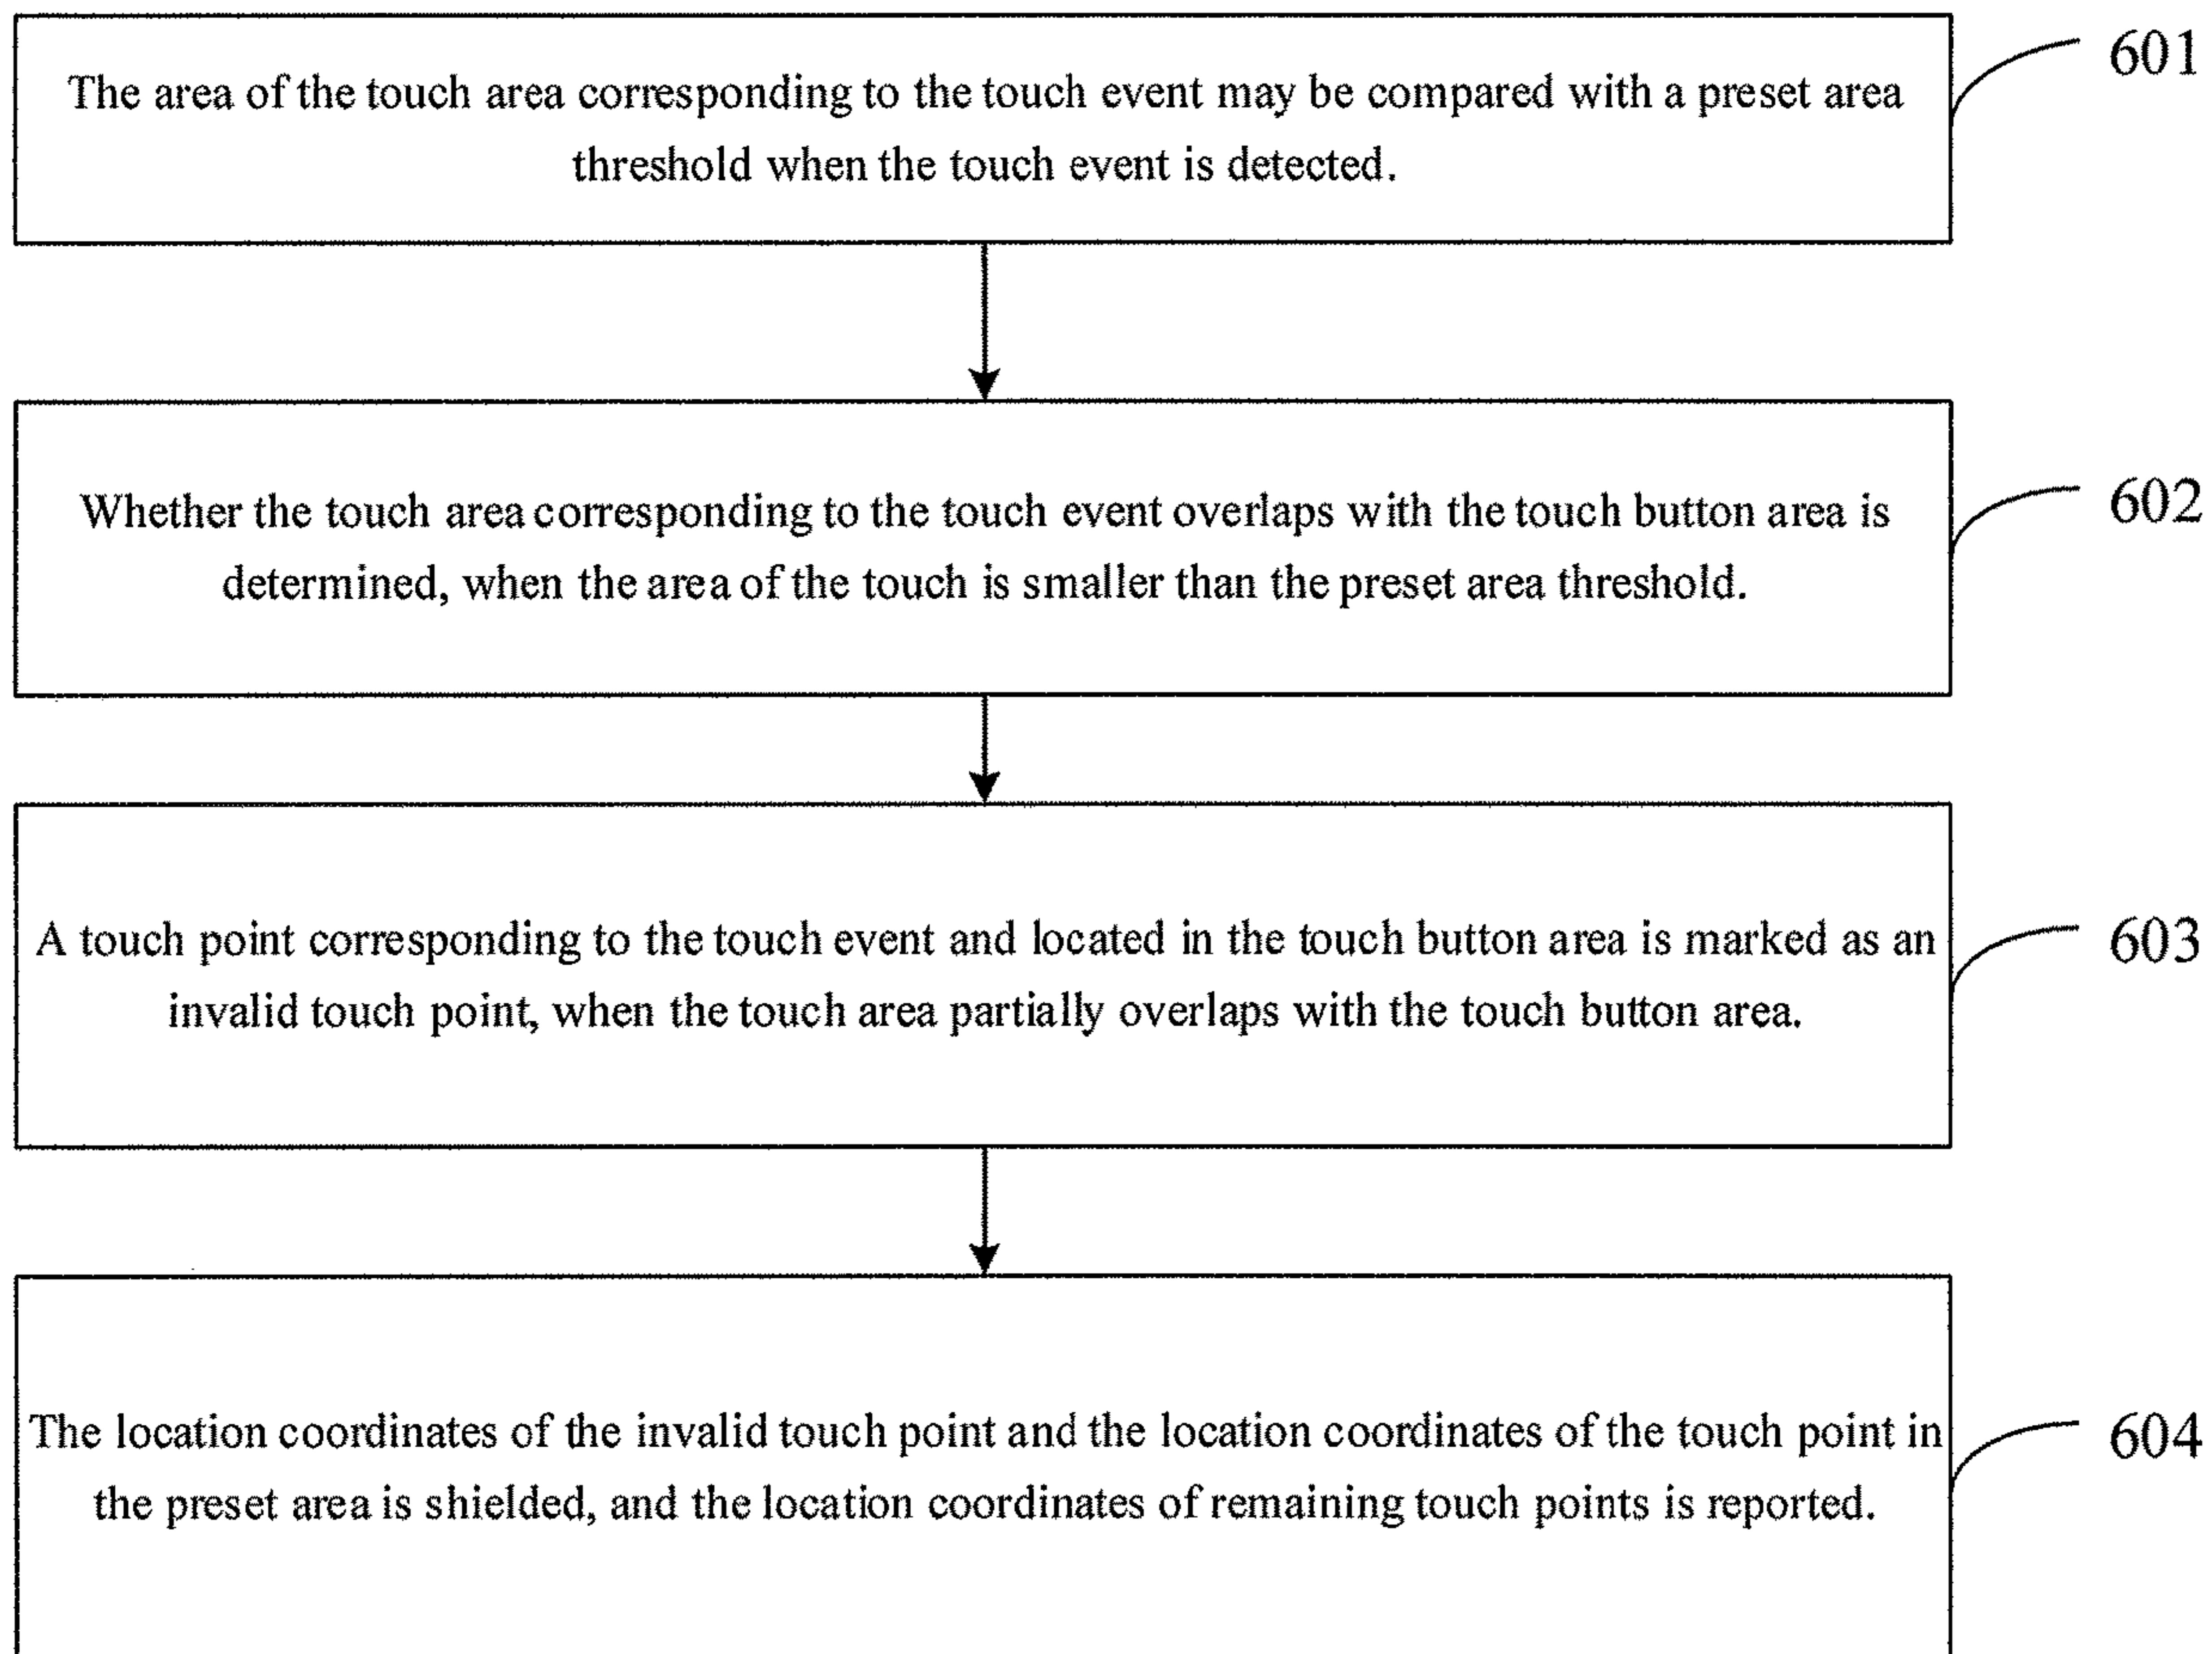 The area of the touch area corresponding to the touch event may be compared with a preset area
threshold when the touch event is detected.
601
Whether the touch area corresponding to the touch event overlaps with the touch button area is
determined, when the area of the touch is smaller than the preset area threshold.
602
A touch point corresponding to the touch event and located in the touch button area is marked as an
invalid touch point, when the touch area partially overlaps with the touch button area.
603
The location coordinates of the invalid touch point and the location coordinates of the touch point in
the preset area is shielded, and the location coordinates of remaining touch points is reported.
604